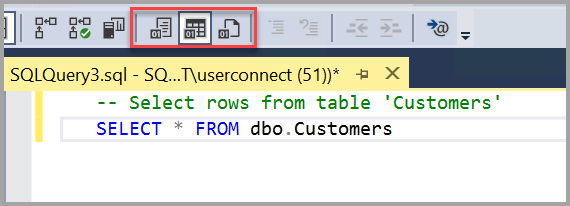 SQLQuery3.sql - SQ...T\userconnect (51))*
-- Select rows from table 'Customers'
SELECT * FROM dbo.Customers